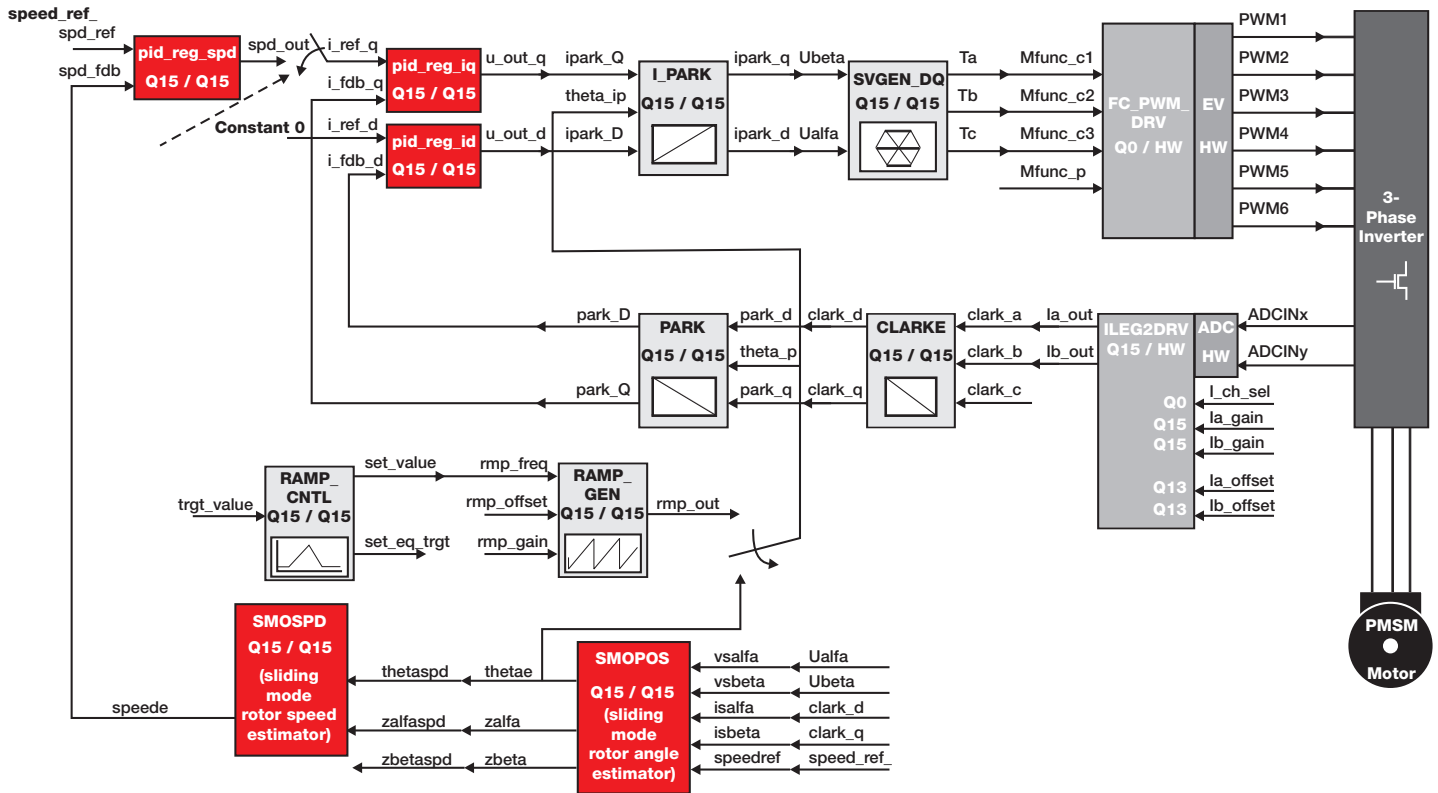 speed_ref_
spd_ref
spd_fdb
pid_reg_spd
Q15 / Q15
spd_out
i_ref_q
i_fdb_q
Constant 0
i_ref_d
i_fdb_d
pid_reg_iq
Q15 / Q15
pid_reg_id
Q15 / Q15
u_out_q
u_out_d
ipark_Q
theta_ip
ipark_D
I_PARK
Q15 / Q15
ipark_q
ipark_d
Ubeta
Ualfa
SVGEN_DQ
Q15 / Q15
Ta
Tb
Tc
Mfunc_c1
Mfunc_c2
Mfunc_c3
Mfunc_p
FC_PWM_
DRV
Q0 / HW
EV
HW
PWM1
PWM2
PWM3
PWM4
PWM5
PWM6
3-
Phase
Inverter
park_D
park_Q
PARK
Q15 / Q15
park_d
theta_p
park_q
clark_d
clark_q
CLARKE
Q15 / Q15
clark_a
clark_b
clark_c
Ia_out
Ib_out
ILEG2DRV
Q15 / HW
ADC
HW
ADCINx
ADCINy
Q0
Q15
Q15
Q13
Q13
I_ch_sel
Ia_gain
Ib_gain
Ia_offset
Ib_offset
trgt_value
RAMP_
CNTL
Q15 / Q15
set_value
set_eq_trgt
rmp_freq
rmp_offset
rmp_gain
RAMP_
GEN
Q15 / Q15
rmp_out
speede
SMOSPD
Q15 / Q15
(sliding
mode
rotor speed
estimator)
thetaspd
zalfaspd
zbetaspd
thetae
zalfa
zbeta
SMOPOS
Q15 / Q15
(sliding
mode
rotor angle
estimator)
vsalfa
vsbeta
isalfa
isbeta
speedref
Ualfa
Ubeta
clark_d
clark_q
speed_ref_
PMSM
Motor